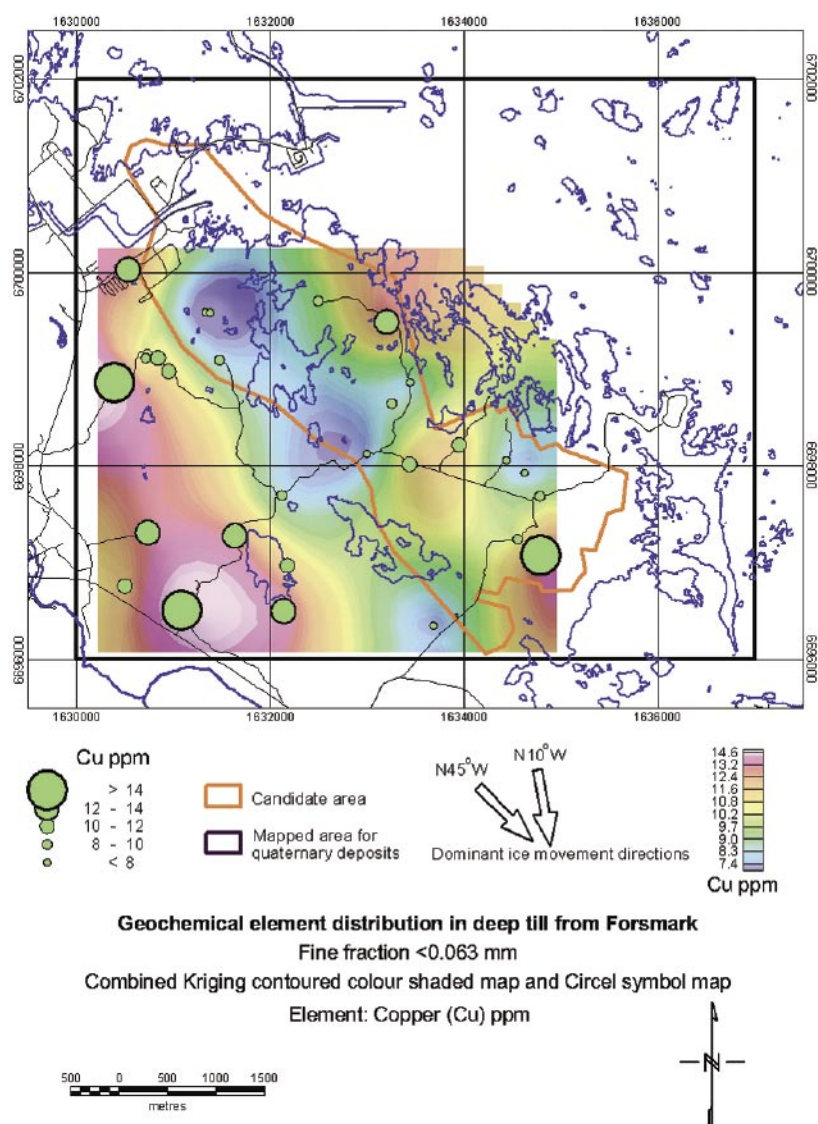 1630000 1632000 1634000 1636000
6702000 6702000
6700000 6700000
6698000 6698000
6696000 6696000
1630000 1632000 1634000 1636000
Cu ppm
> 14
12 - 14
10 - 12
8 - 10
< 8
Candidate area
Mapped area for
quaternary deposits
N45°W
N10°W
Dominant ice movement directions
14.6
13.2
12.4
11.6
10.8
10.2
9.7
9.0
8.3
7.4
Cu ppm
Geochemical element distribution in deep till from Forsmark
Fine fraction <0.063 mm
Combined Kriging contoured colour shaded map and Circel symbol map
Element: Copper (Cu) ppm
500 0 500 1000 1500
metres
N